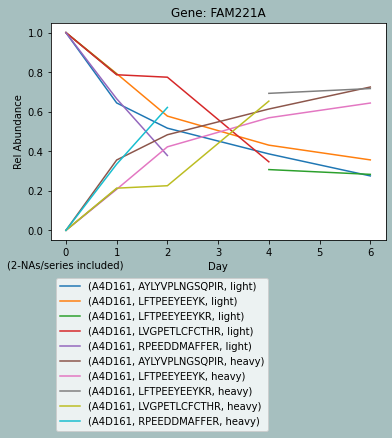 Gene: FAM221A
1.0
0.8
0.6
0.4
0.2
0.0
Rel Abundance
0 1 2 3 4 5 6
(2-NAs/series included)
Day
(A4D161, AYLYVPLNGSQPIR, light)
(A4D161, LFTPEEYEEYK, light)
(A4D161, LFTPEEYEEYKR, light)
(A4D161, LVGPETLCFCTHR, light)
(A4D161, RPEEDDMAFFER, light)
(A4D161, AYLYVPLNGSQPIR, heavy)
(A4D161, LFTPEEYEEYK, heavy)
(A4D161, LFTPEEYEEYKR, heavy)
(A4D161, LVGPETLCFCTHR, heavy)
(A4D161, RPEEDDMAFFER, heavy)